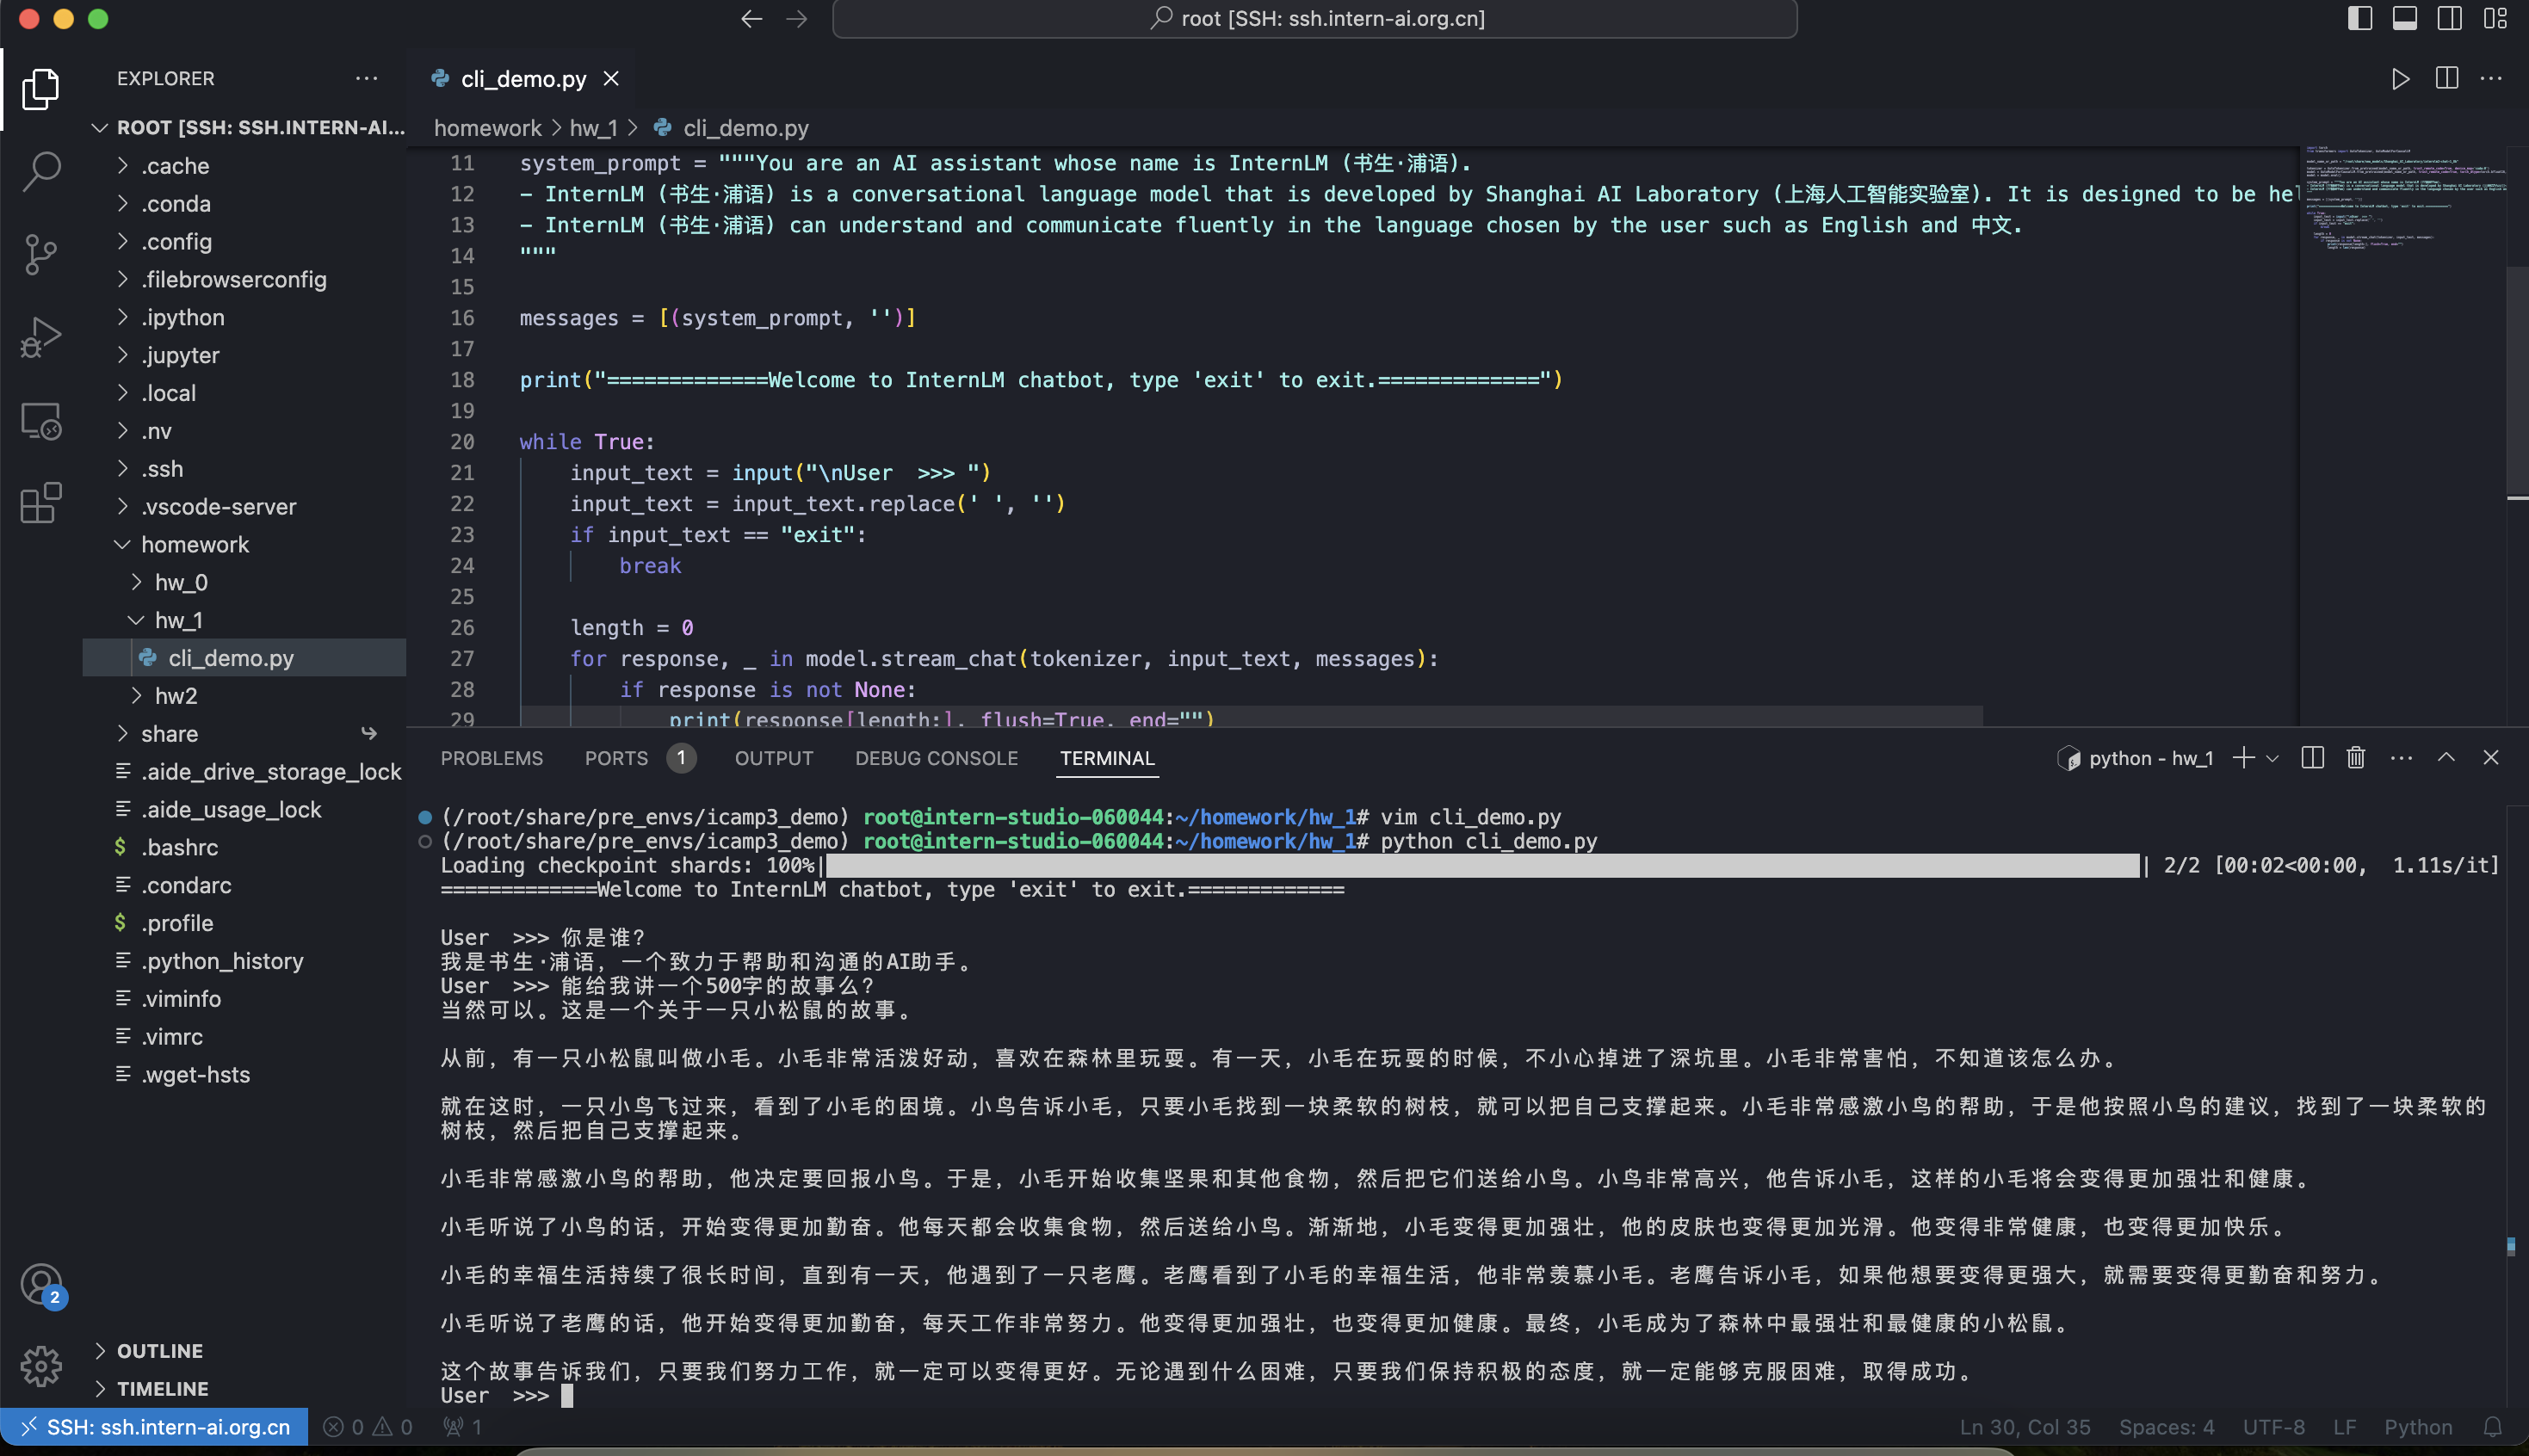 root [SSH: ssh.intern-ai.org.cn]
EXPLORER
ROOT [SSH: SSH.INTERN-AI...
.cache
.conda
.config
.filebrowserconfig
.ipython
.jupyter
.local
.nv
.ssh
.vscode-server
homework
hw_0
hw_1
cli_demo.py
hw2
share
.aide_drive_storage_lock
.aide_usage_lock
.bashrc
.condarc
.profile
.python_history
.viminfo
.vimrc
.wget-hsts
OUTLINE
TIMELINE
2
cli_demo.py
homework > hw_1 > cli_demo.py
11 system_prompt = """You are an AI assistant whose name is InternLM (书生·浦语).
12 - InternLM (书生·浦语) is a conversational language model that is developed by Shanghai AI Laboratory (上海人工智能实验室). It is designed to be hel
13 - InternLM (书生·浦语) can understand and communicate fluently in the language chosen by the user such as English and 中文.
14 """
15
16 messages = [(system_prompt, '')]
17
18 print("=============Welcome to InternLM chatbot, type 'exit' to exit.=============")
19
20 while True:
21 input_text = input("\nUser  >>> ")
22 input_text = input_text.replace(' ', '')
23 if input_text == "exit":
24 break
25
26 length = 0
27 for response, _ in model.stream_chat(tokenizer, input_text, messages):
28 if response is not None:
29 print(response[length:], flush=True, end="")
PROBLEMS PORTS 1 OUTPUT DEBUG CONSOLE TERMINAL
python - hw_1
(/root/share/pre_envs/icamp3_demo) root@intern-studio-060044:~/homework/hw_1# vim cli_demo.py
(/root/share/pre_envs/icamp3_demo) root@intern-studio-060044:~/homework/hw_1# python cli_demo.py
Loading checkpoint shards: 100%| | 2/2 [00:02<00:00,  1.11s/it]
=============Welcome to InternLM chatbot, type 'exit' to exit.=============
User  >>> 你是谁？
我是书生·浦语，一个致力于帮助和沟通的AI助手。
User  >>> 能给我讲一个500字的故事么？
当然可以。这是一个关于一只小松鼠的故事。
从前，有一只小松鼠叫做小毛。小毛非常活泼好动，喜欢在森林里玩耍。有一天，小毛在玩耍的时候，不小心掉进了深坑里。小毛非常害怕，不知道该怎么办。
就在这时，一只小鸟飞过来，看到了小毛的困境。小鸟告诉小毛，只要小毛找到一块柔软的树枝，就可以把自己支撑起来。小毛非常感激小鸟的帮助，于是他按照小鸟的建议，找到了一块柔软的
树枝，然后把自己支撑起来。
小毛非常感激小鸟的帮助，他决定要回报小鸟。于是，小毛开始收集坚果和其他食物，然后把它们送给小鸟。小鸟非常高兴，他告诉小毛，这样的小毛将会变得更加强壮和健康。
小毛听说了小鸟的话，开始变得更加勤奋。他每天都会收集食物，然后送给小鸟。渐渐地，小毛变得更加强壮，他的皮肤也变得更加光滑。他变得非常健康，也变得更加快乐。
小毛的幸福生活持续了很长时间，直到有一天，他遇到了一只老鹰。老鹰看到了小毛的幸福生活，他非常羡慕小毛。老鹰告诉小毛，如果他想要变得更强大，就需要变得更勤奋和努力。
小毛听说了老鹰的话，他开始变得更加勤奋，每天工作非常努力。他变得更加强壮，也变得更加健康。最终，小毛成为了森林中最强壮和最健康的小松鼠。
这个故事告诉我们，只要我们努力工作，就一定可以变得更好。无论遇到什么困难，只要我们保持积极的态度，就一定能够克服困难，取得成功。
User  >>>
SSH: ssh.intern-ai.org.cn 0 0 1 Ln 30, Col 35 Spaces: 4 UTF-8 LF Python